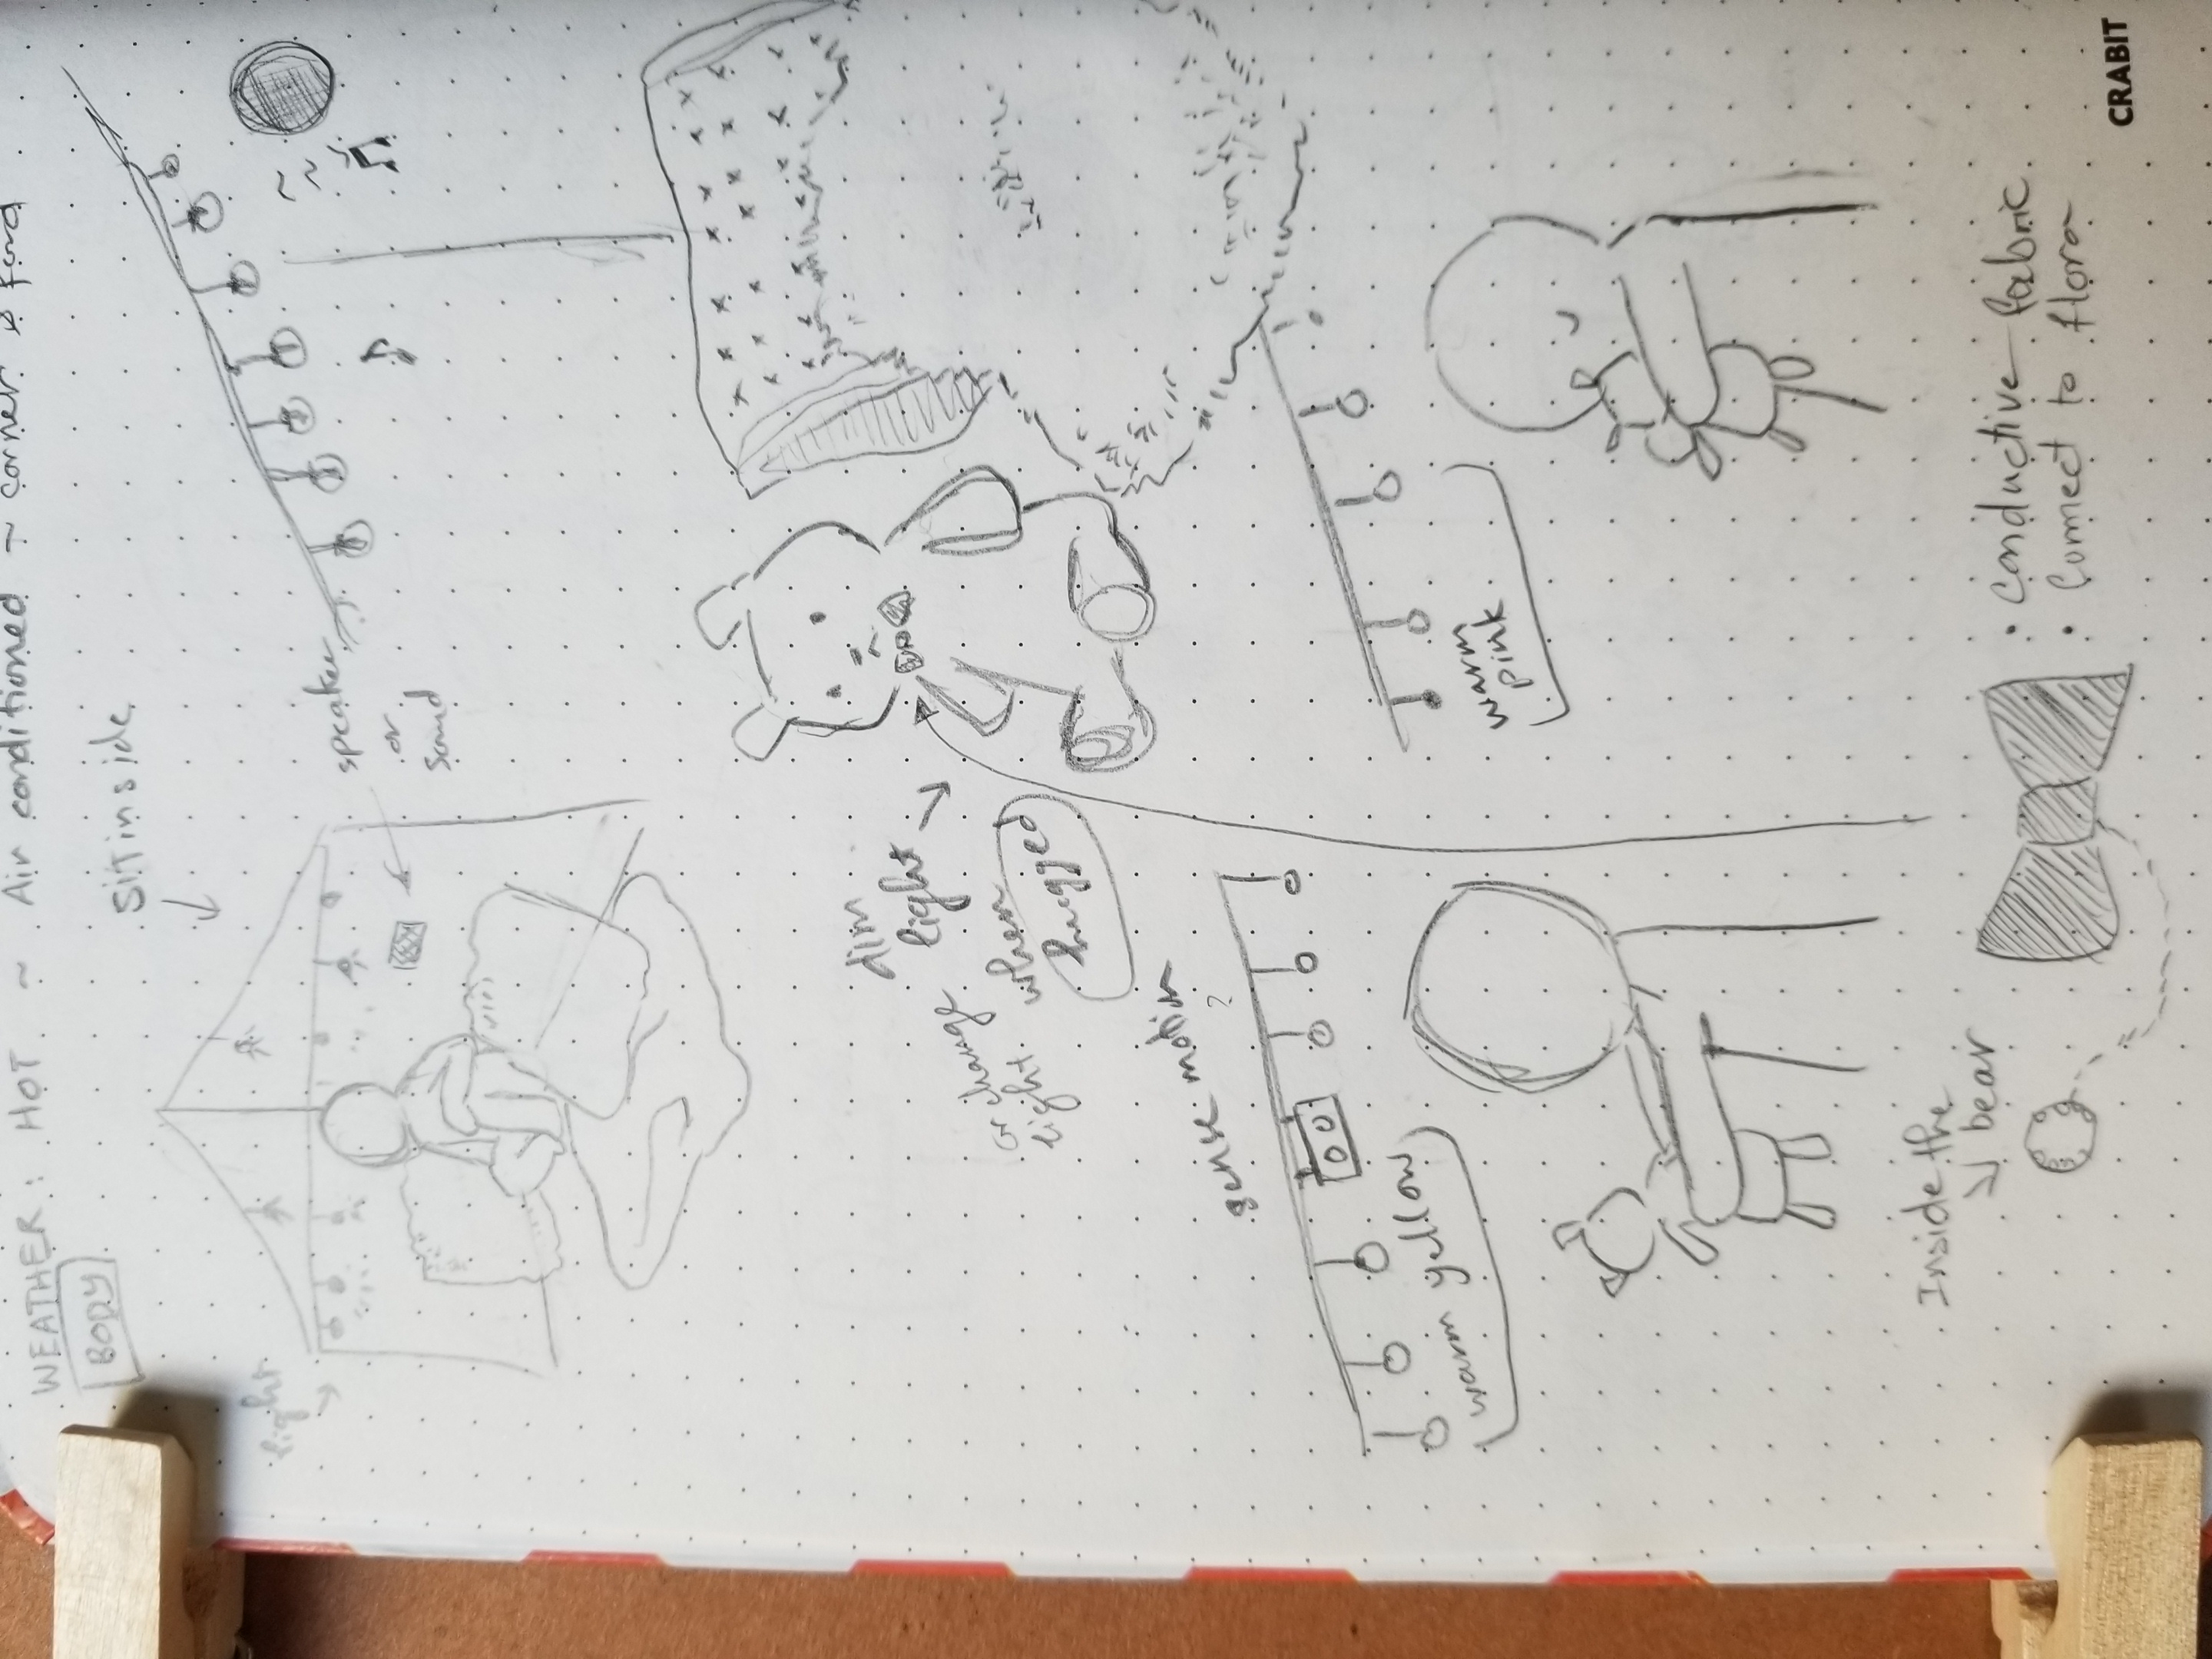 WEATHER: HOT ~ Air conditioned ~ corner &
BODY
sit inside
light
speaker
or
sound
dim
light
or change
light
when
hugged
sense motion
?
warm yellow
warm
pink
Inside the
bear
• conductive fabric
• connect to flora
CRABIT